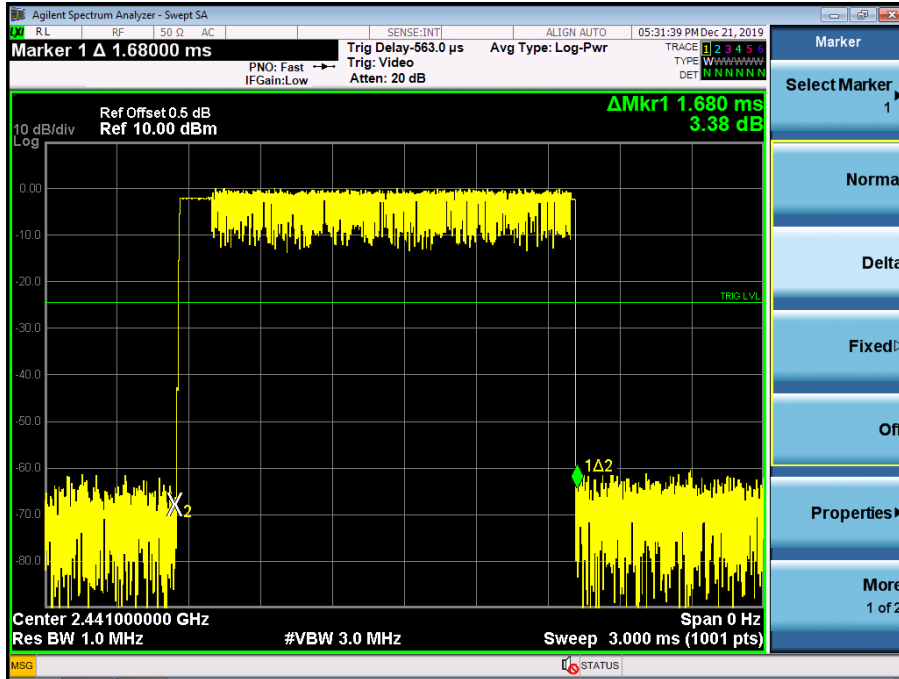 Agilent Spectrum Analyzer - Swept SA
LXI RL RF 50 Ω AC SENSE:INT ALIGN AUTO 05:31:39 PM Dec 21, 2019
Marker 1 Δ 1.68000 ms
PNO: Fast
IFGain:Low
Trig Delay-563.0 µs
Trig: Video
Atten: 20 dB
Avg Type: Log-Pwr
TRACE 1 2 3 4 5 6
TYPE WWWWWW
DET N N N N N N
ΔMkr1 1.680 ms
3.38 dB
Ref Offset 0.5 dB
10 dB/div Ref 10.00 dBm
Log
0.00
-10.0
-20.0
TRIG LVL
-30.0
-40.0
-50.0
-60.0
1Δ2
-70.0
2
-80.0
Center 2.441000000 GHz Span 0 Hz
Res BW 1.0 MHz #VBW 3.0 MHz Sweep 3.000 ms (1001 pts)
MSG STATUS
Marker
Select Marker
1
Norma
Delta
Fixed
Off
Properties
More
1 of 2